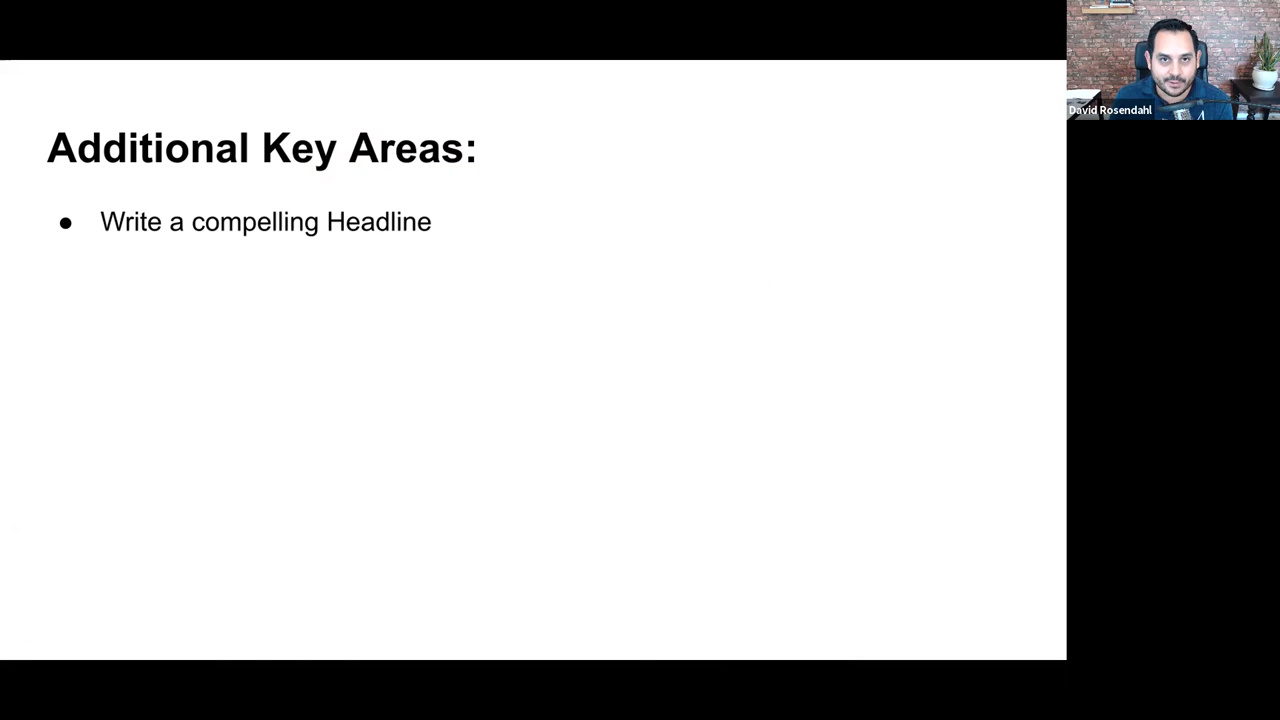 Additional Key Areas:
● Write a compelling Headline
David Rosendahl